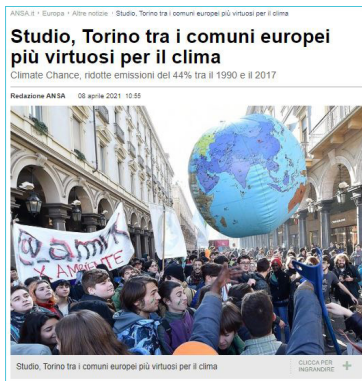 ANSA.it › Europa › Altre notizie › Studio, Torino tra i comuni europei più virtuosi per il clima
Studio, Torino tra i comuni europei
più virtuosi per il clima
Climate Chance, ridotte emissioni del 44% tra il 1990 e il 2017
Redazione ANSA 08 aprile 2021 10:55
X AMBIENTE
Studio, Torino tra i comuni europei più virtuosi per il clima
CLICCA PER
INGRANDIRE +